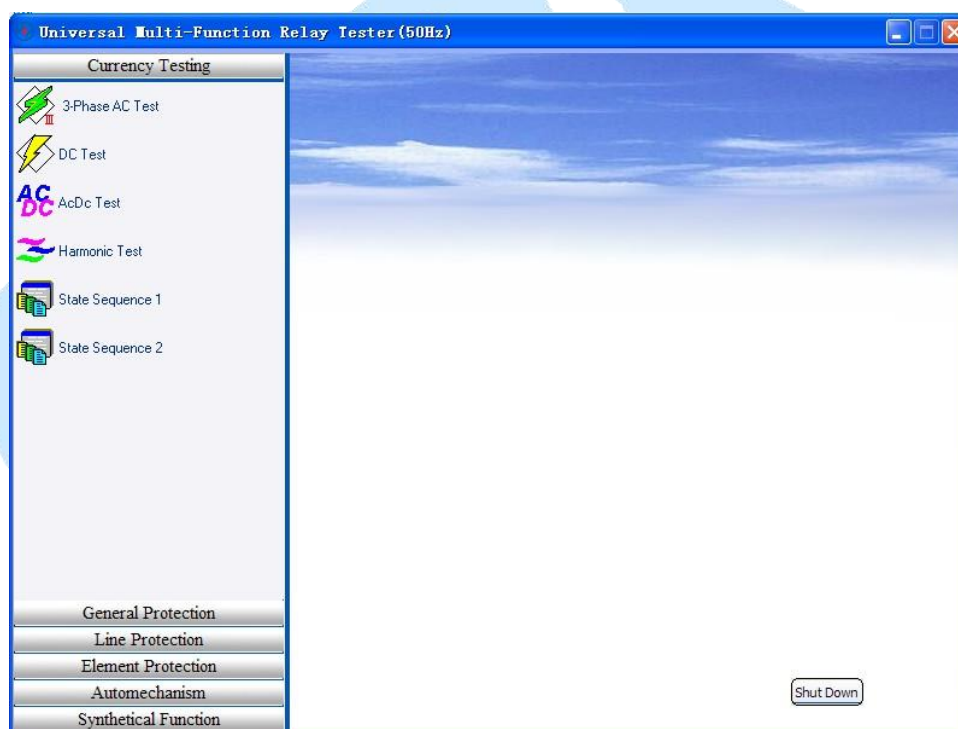 Universal Multi-Function Relay Tester(50Hz)
Currency Testing
III
3-Phase AC Test
DC Test
AC
DC
AcDc Test
Harmonic Test
State Sequence 1
State Sequence 2
General Protection
Line Protection
Element Protection
Automechanism
Synthetical Function
Shut Down